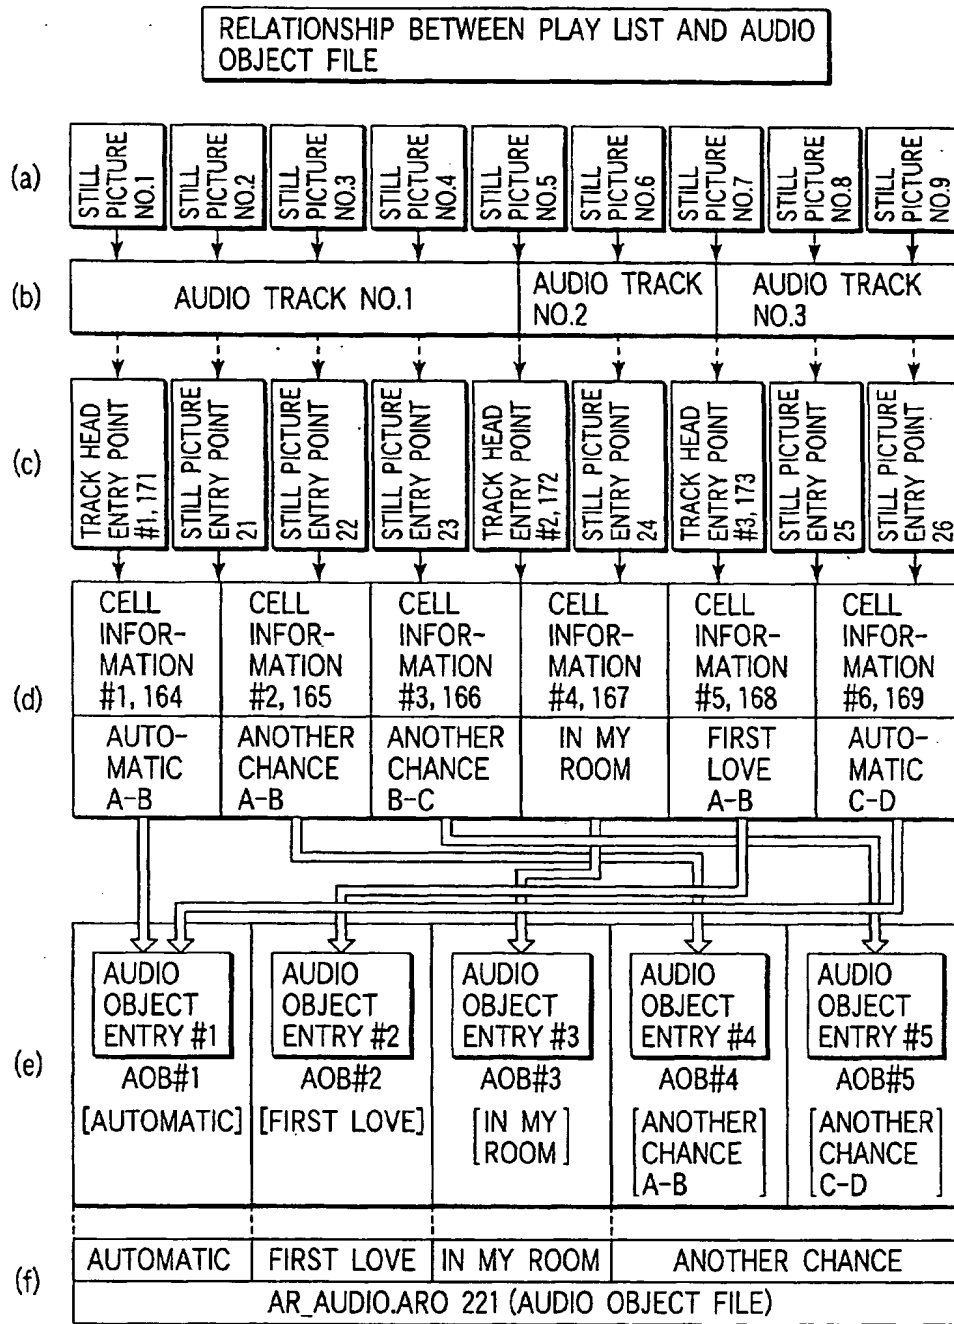 RELATIONSHIP BETWEEN PLAY LIST AND AUDIO
OBJECT FILE
(a)
STILL
PICTURE
NO.1
STILL
PICTURE
NO.2
STILL
PICTURE
NO.3
STILL
PICTURE
NO.4
STILL
PICTURE
NO.5
STILL
PICTURE
NO.6
STILL
PICTURE
NO.7
STILL
PICTURE
NO.8
STILL
PICTURE
NO.9
(b)
AUDIO TRACK NO.1
AUDIO TRACK
NO.2
AUDIO TRACK
NO.3
(c)
TRACK HEAD
ENTRY POINT
#1, 171
STILL PICTURE
ENTRY POINT
21
STILL PICTURE
ENTRY POINT
22
STILL PICTURE
ENTRY POINT
23
TRACK HEAD
ENTRY POINT
#2, 172
STILL PICTURE
ENTRY POINT
24
TRACK HEAD
ENTRY POINT
#3, 173
STILL PICTURE
ENTRY POINT
25
STILL PICTURE
ENTRY POINT
26
(d)
CELL
INFOR-
MATION
#1, 164
CELL
INFOR-
MATION
#2, 165
CELL
INFOR-
MATION
#3, 166
CELL
INFOR-
MATION
#4, 167
CELL
INFOR-
MATION
#5, 168
CELL
INFOR-
MATION
#6, 169
AUTO-
MATIC
A-B
ANOTHER
CHANCE
A-B
ANOTHER
CHANCE
B-C
IN MY
ROOM
FIRST
LOVE
A-B
AUTO-
MATIC
C-D
(e)
AUDIO
OBJECT
ENTRY #1
AOB#1
[AUTOMATIC]
AUDIO
OBJECT
ENTRY #2
AOB#2
[FIRST LOVE]
AUDIO
OBJECT
ENTRY #3
AOB#3
[IN MY
ROOM]
AUDIO
OBJECT
ENTRY #4
AOB#4
[ANOTHER
CHANCE
A-B]
AUDIO
OBJECT
ENTRY #5
AOB#5
[ANOTHER
CHANCE
C-D]
(f)
AUTOMATIC
FIRST LOVE
IN MY ROOM
ANOTHER CHANCE
AR_AUDIO.ARO 221 (AUDIO OBJECT FILE)